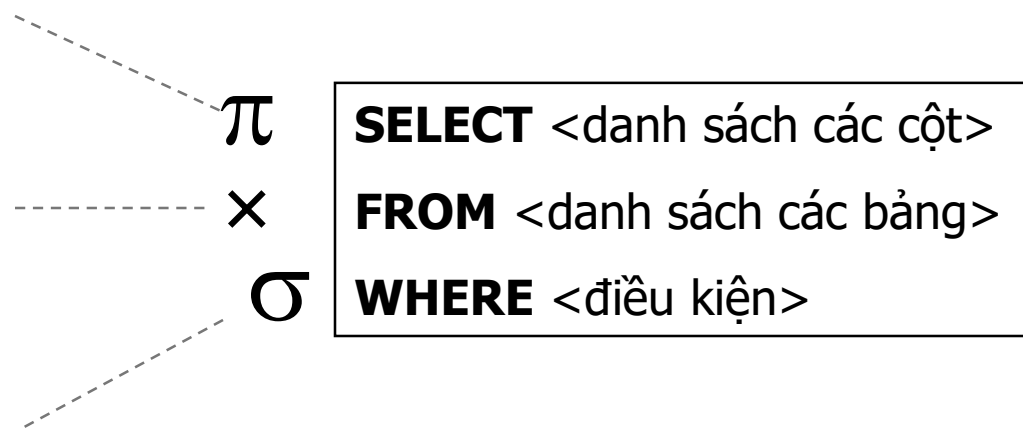 π SELECT <danh sách các cột>
× FROM <danh sách các bảng>
σ WHERE <điều kiện>